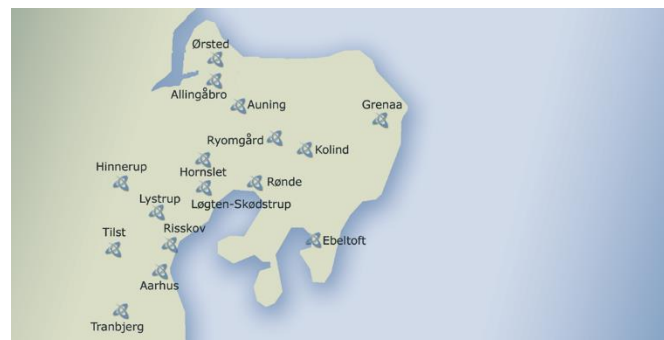 Ørsted
Allingåbro
Auning
Grenaa
Ryomgård
Kolind
Hornslet
Hinnerup
Rønde
Løgten-Skødstrup
Lystrup
Tilst
Risskov
Ebeltoft
Aarhus
Tranbjerg